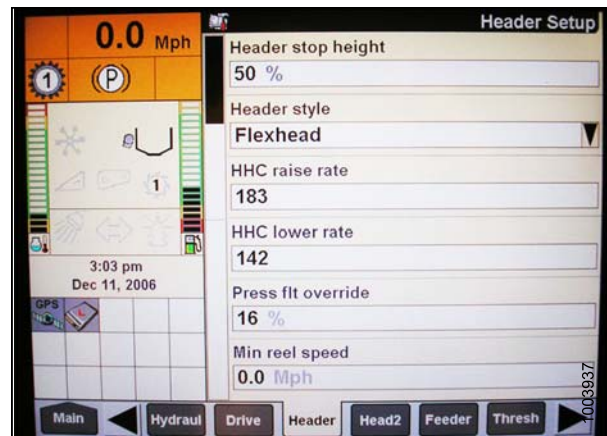 0.0 Mph
1
(P)
1
3:03 pm
Dec 11, 2006
GPS
Header Setup
Header stop height
50 %
Header style
Flexhead
HHC raise rate
183
HHC lower rate
142
Press flt override
16 %
Min reel speed
0.0 Mph
1003937
Main
Hydraul
Drive
Header
Head2
Feeder
Thresh